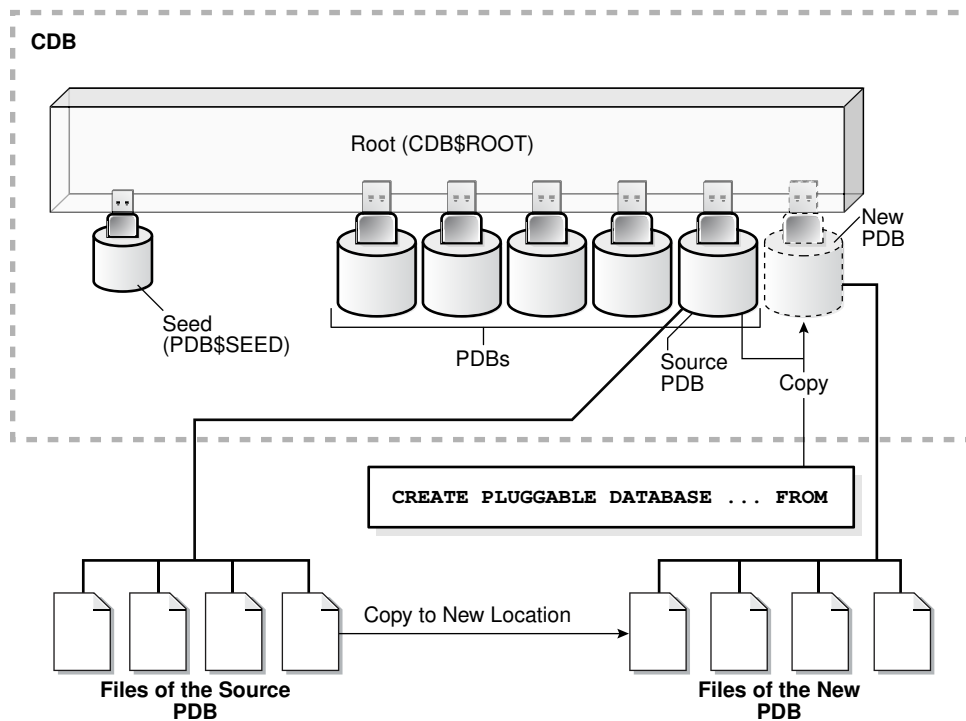 CDB
Root (CDB$ROOT)
New
PDB
Seed
(PDB$SEED)
PDBs
Source
PDB
Copy
CREATE PLUGGABLE DATABASE ... FROM
Copy to New Location
Files of the Source
PDB
Files of the New
PDB